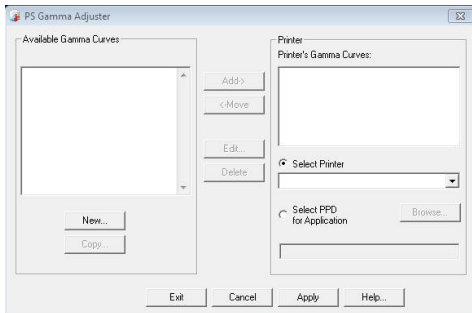 PS Gamma Adjuster
Available Gamma Curves
Add->
<-Move
Edit...
Delete
New...
Copy...
Printer
Printer's Gamma Curves:
Select Printer
Select PPD
for Application
Browse...
Exit
Cancel
Apply
Help...